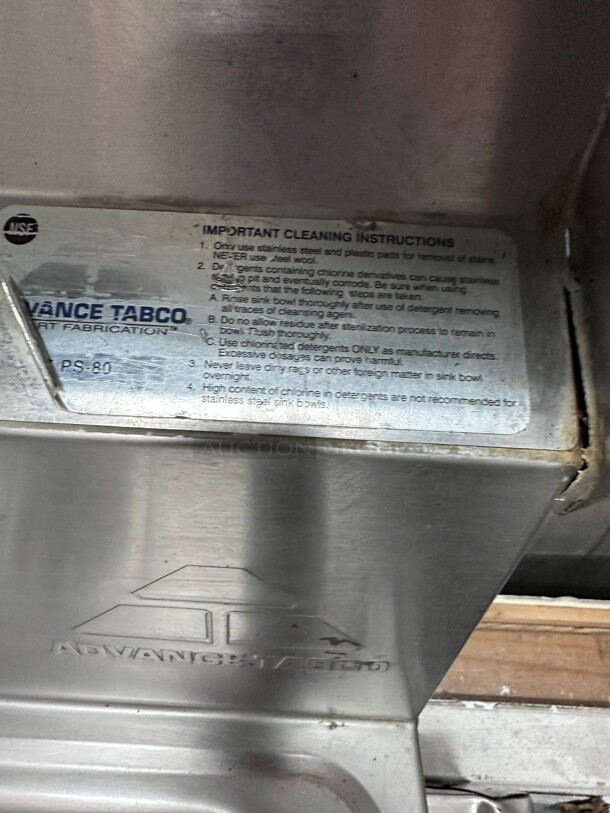 NSF
IMPORTANT CLEANING INSTRUCTIONS
1. Only use stainless steel and plastic pads for removal of stains.
NEVER use steel wool.
2. Detergents containing chlorine derivatives can cause stainless
to pit and eventually corrode. Be sure when using
that the following steps are taken:
A. Rinse sink bowl thoroughly after use of detergent removing
all traces of cleaning agent.
B. Do no allow residue after sterilization process to remain in
bowl. Flush thoroughly.
C. Use chlorinated detergents ONLY as manufacturer directs.
Excessive dosages can prove harmful.
3. Never leave dirty rags or other foreign matter in sink bowl
overnight.
4. High content of chlorine in detergents are not recommended for
stainless steel sink bowls.
VANCE TABCO®
RT FABRICATION™
PS-80
ADVANCE TABCO